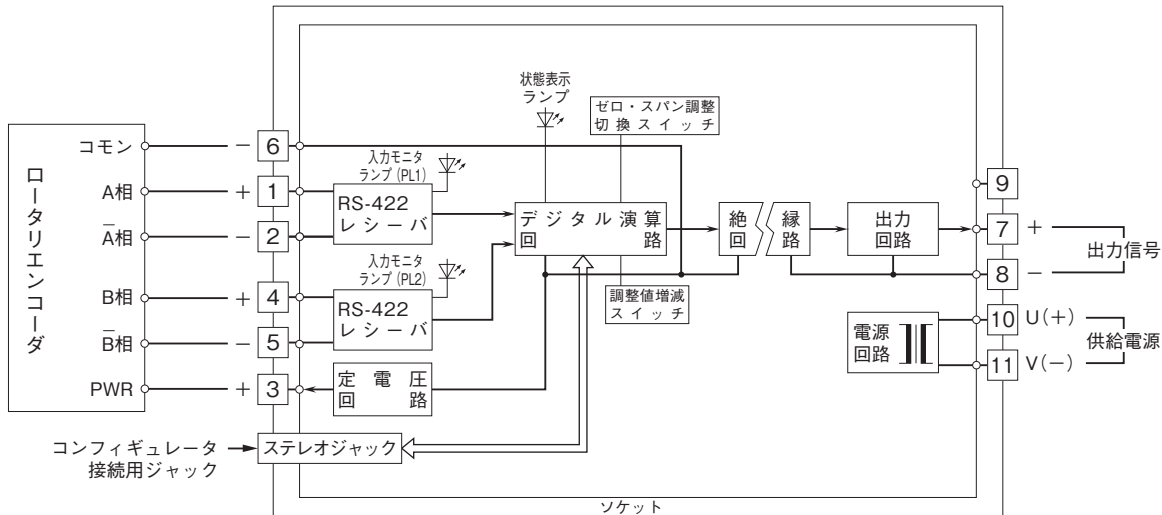 状態表示
ランプ
ゼロ・スパン調整
切換スイッチ
ロータリエンコーダ
コモン
－
6
A相
＋
1
A̅相
－
2
B相
＋
4
B̅相
－
5
PWR
＋
3
入力モニタ
ランプ(PL1)
RS-422
レシーバ
入力モニタ
ランプ(PL2)
RS-422
レシーバ
定電圧
回路
デジタル演算
回路
調整値増減
スイッチ
絶縁
回路
出力
回路
電源
回路
9
7
＋
8
－
出力信号
10
U(＋)
11
V(－)
供給電源
コンフィギュレータ
接続用ジャック
ステレオジャック
ソケット